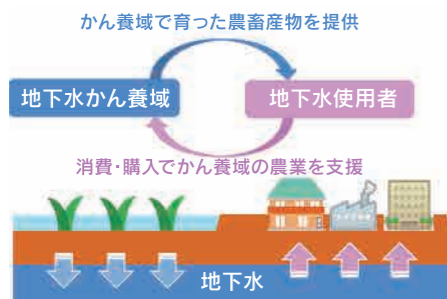 かん養域で育った農畜産物を提供
地下水かん養域
地下水使用者
消費・購入でかん養域の農業を支援
地下水